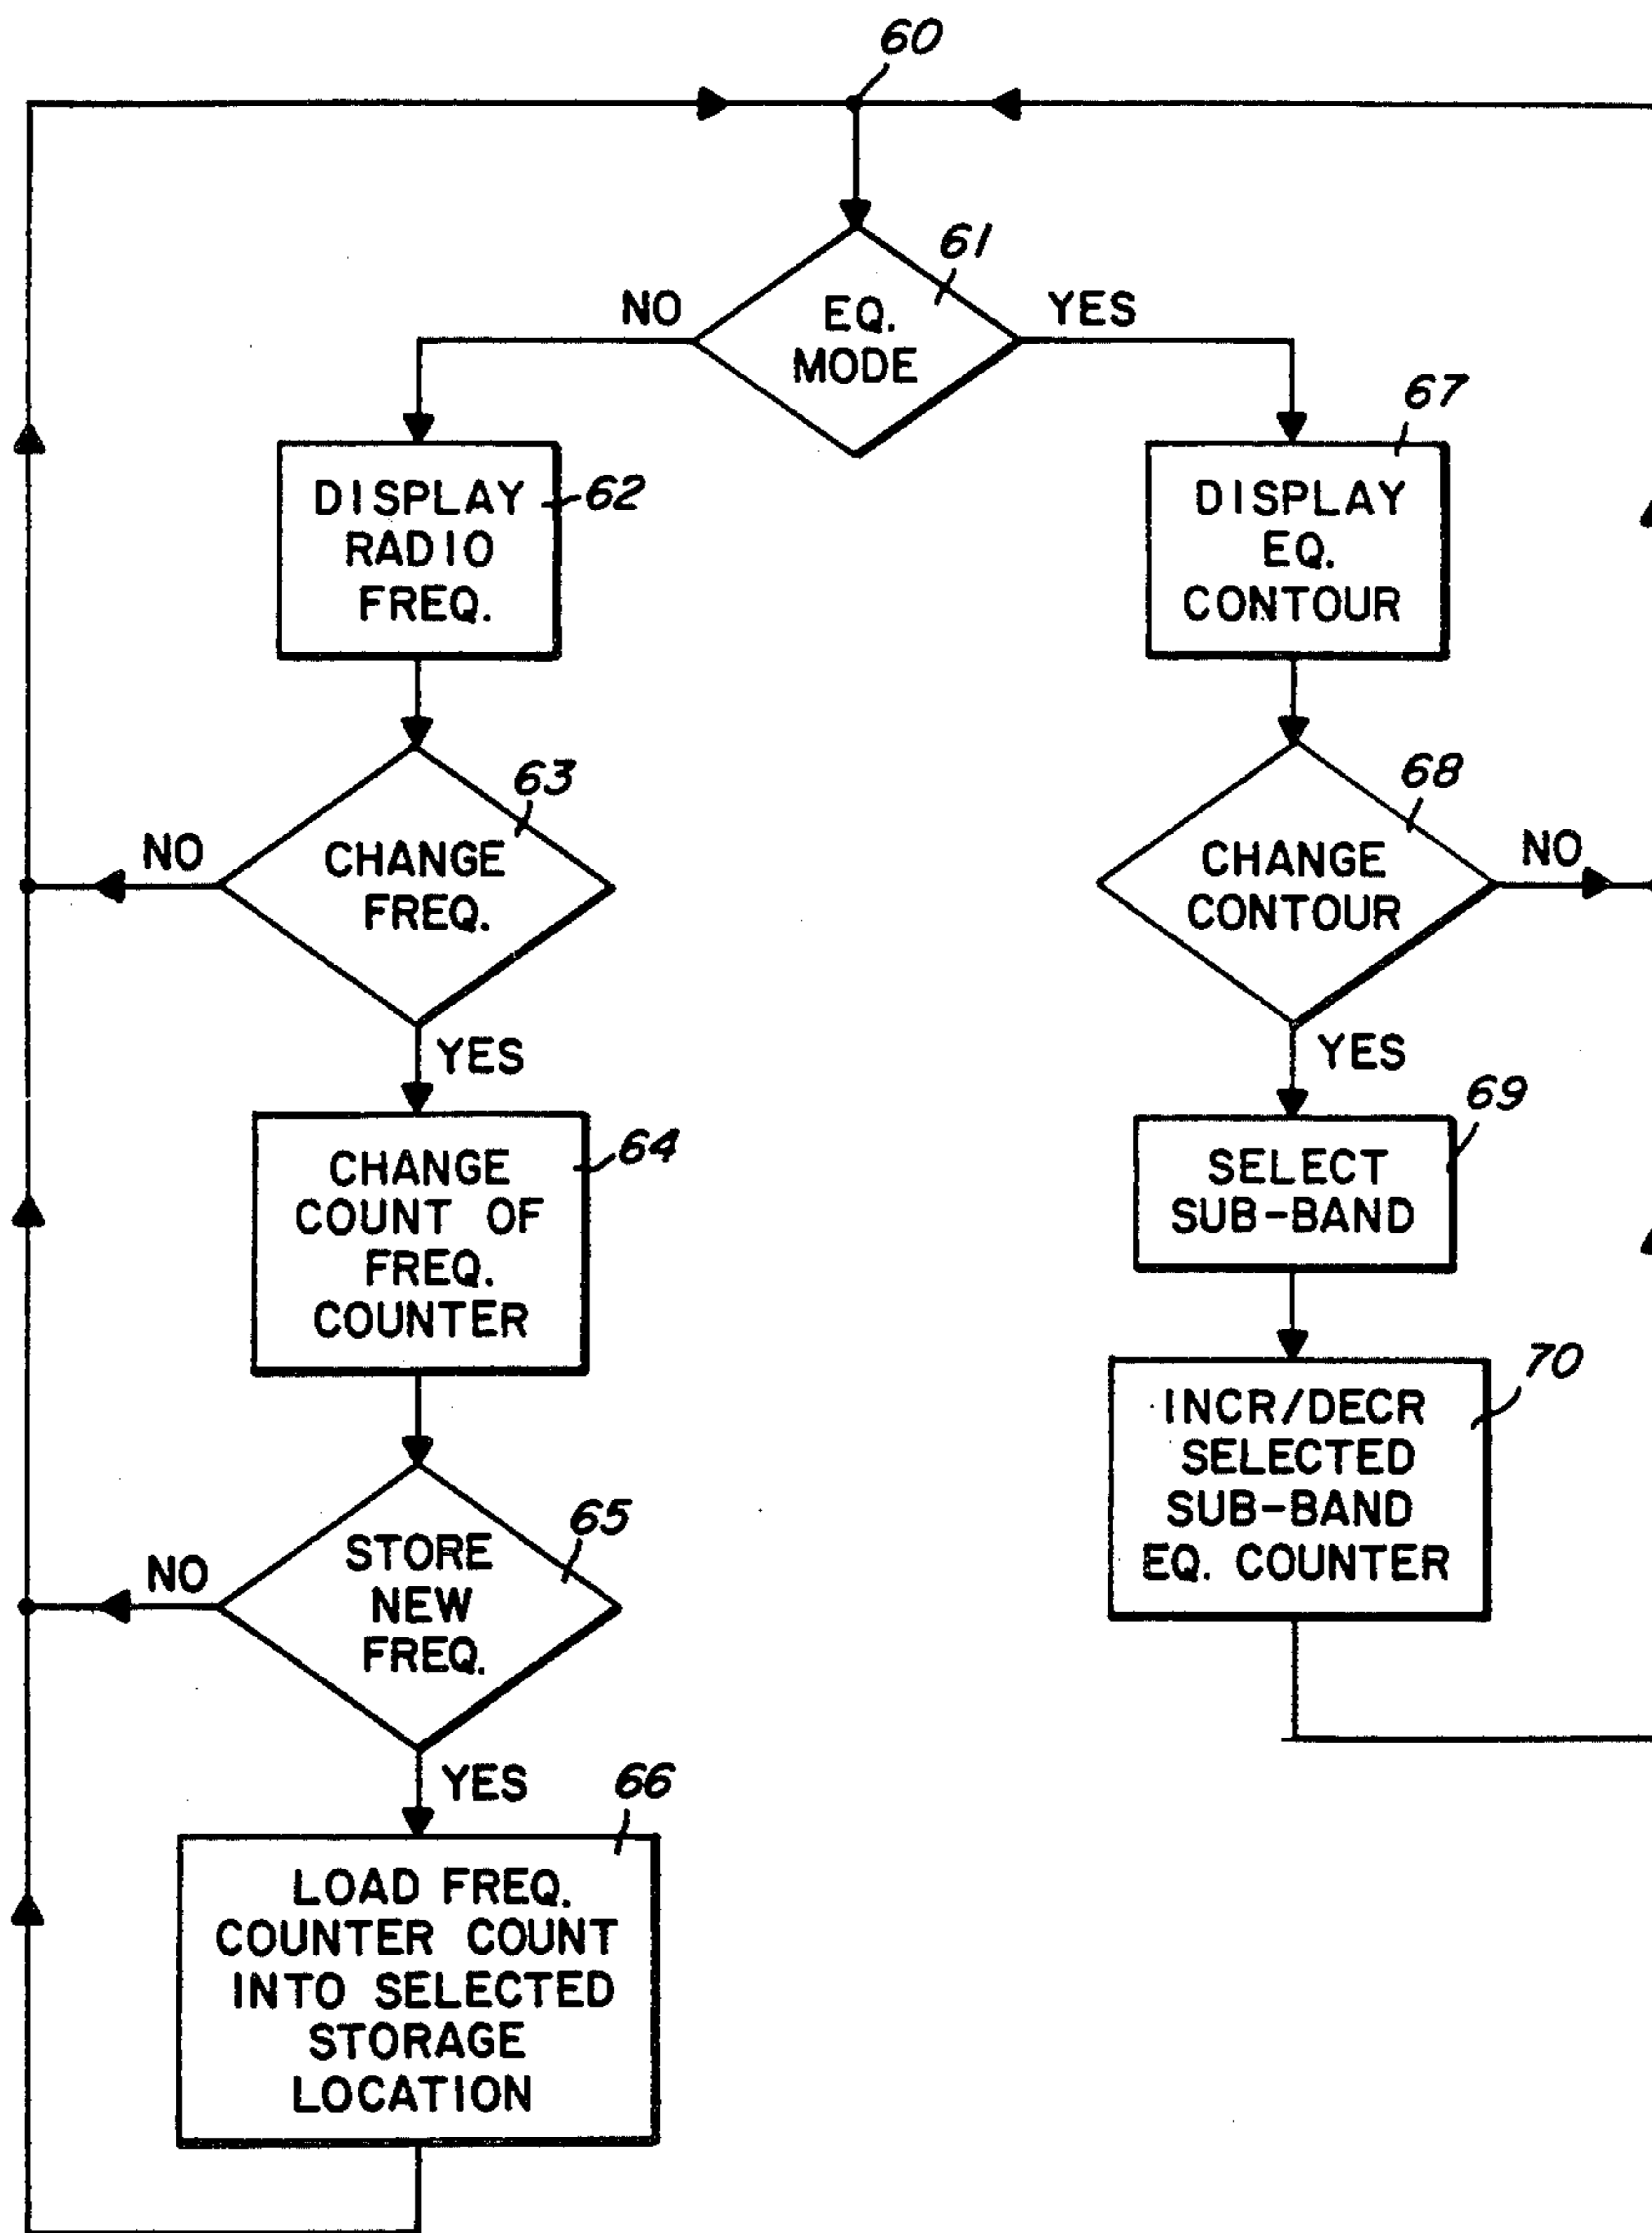 60
61
EQ.
MODE
NO
YES
62
DISPLAY
RADIO
FREQ.
67
DISPLAY
EQ.
CONTOUR
63
CHANGE
FREQ.
NO
68
CHANGE
CONTOUR
NO
YES
YES
64
CHANGE
COUNT OF
FREQ.
COUNTER
69
SELECT
SUB-BAND
70
INCR/DECR
SELECTED
SUB-BAND
EQ. COUNTER
65
STORE
NEW
FREQ.
NO
YES
66
LOAD FREQ.
COUNTER COUNT
INTO SELECTED
STORAGE
LOCATION